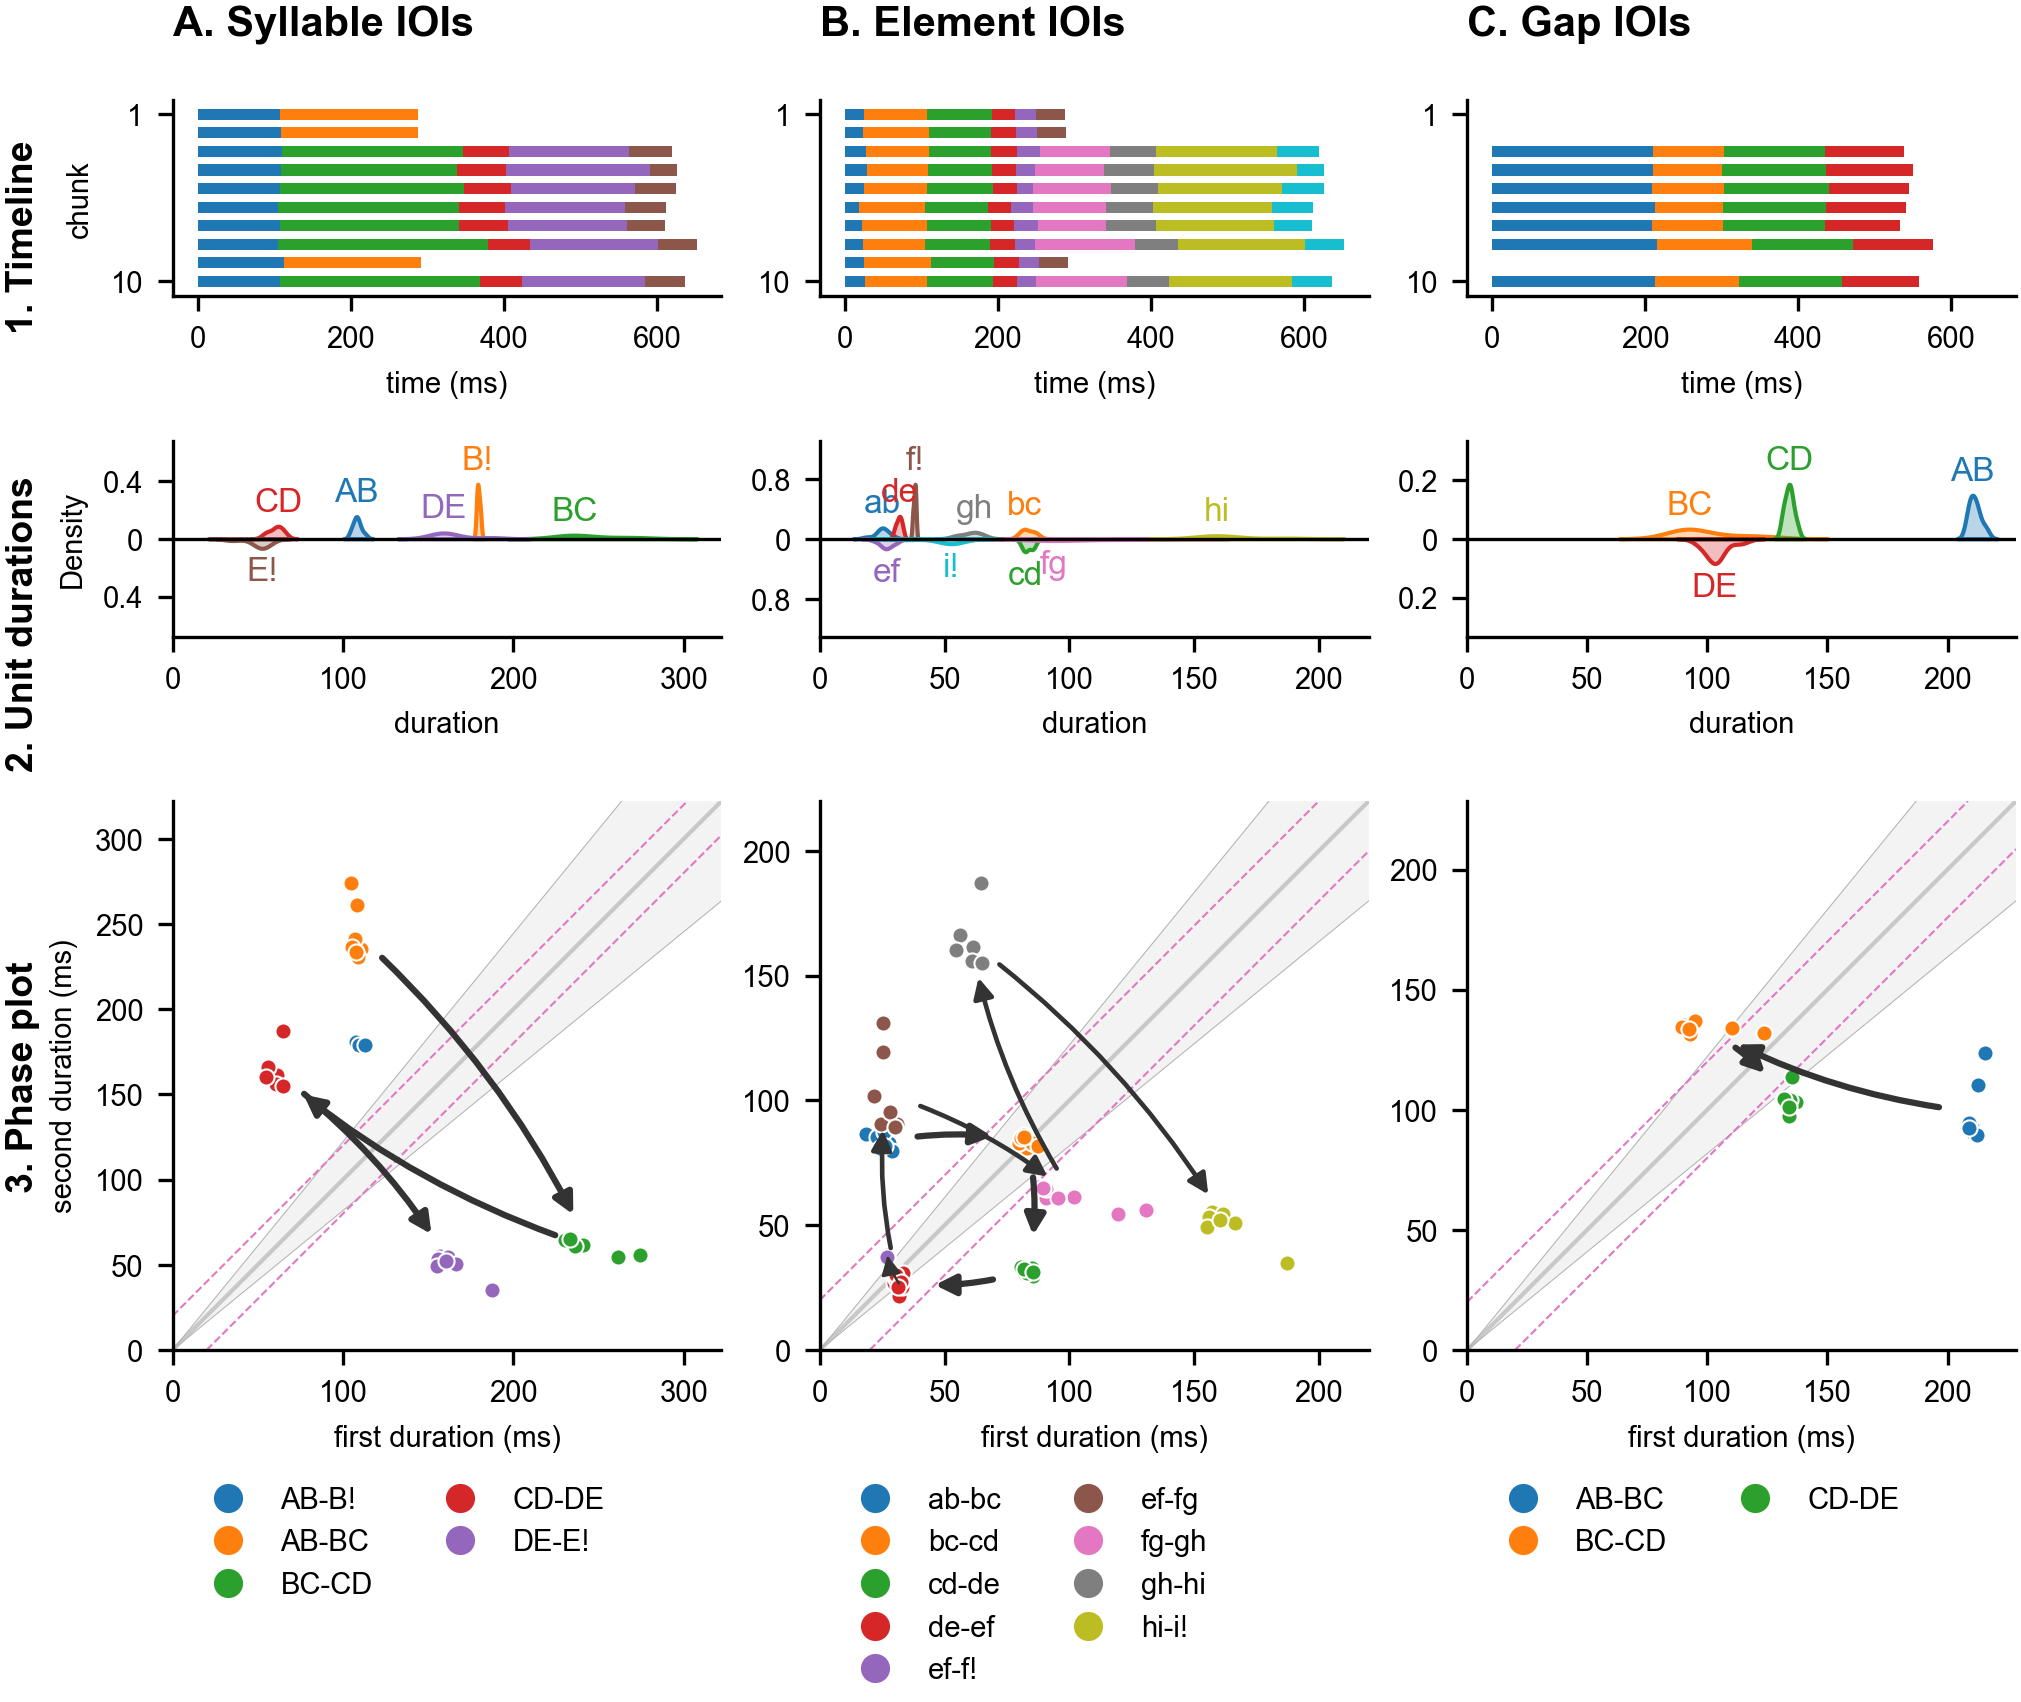 A. Syllable IOIs
B. Element IOIs
C. Gap IOIs
1. Timeline
chunk
1
10
0 200 400 600
time (ms)
1
10
0 200 400 600
time (ms)
1
10
0 200 400 600
time (ms)
2. Unit durations
Density
0.4
0
0.4
CD AB DE B! BC
E!
0 100 200 300
duration
0.8
0
0.8
ab de f! gh bc hi
ef i! cd fg
0 50 100 150 200
duration
0.2
0
0.2
BC CD AB
DE
0 50 100 150 200
duration
3. Phase plot
second duration (ms)
300
250
200
150
100
50
0
0 100 200 300
first duration (ms)
200
150
100
50
0
0 50 100 150 200
first duration (ms)
200
150
100
50
0
0 50 100 150 200
first duration (ms)
AB-B! CD-DE
AB-BC DE-E!
BC-CD
ab-bc ef-fg
bc-cd fg-gh
cd-de gh-hi
de-ef hi-i!
ef-f!
AB-BC CD-DE
BC-CD